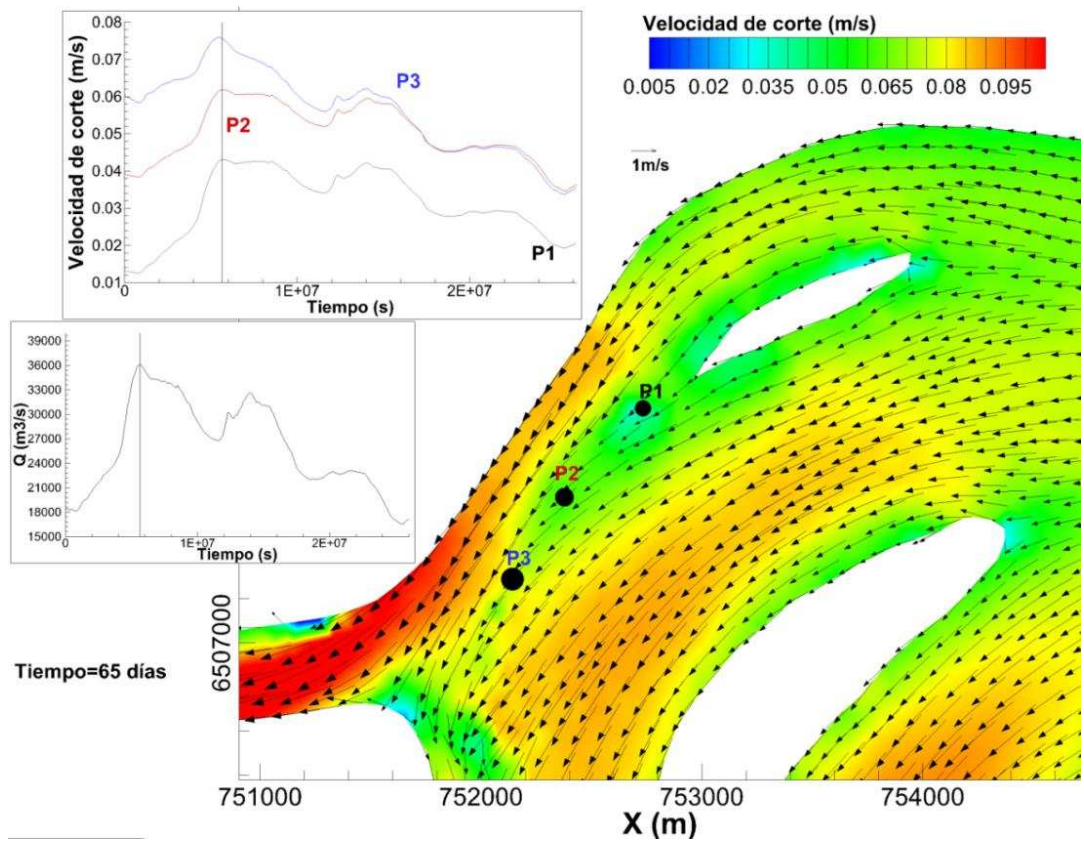 Velocidad de corte (m/s)
0.08
0.07
0.06
0.05
0.04
0.03
0.02
0.01
P3
P2
P1
0 1E+07 2E+07
Tiempo (s)
Velocidad de corte (m/s)
0.005 0.02 0.035 0.05 0.065 0.08 0.095
1m/s
Q (m3/s)
39000
36000
33000
30000
27000
24000
21000
18000
15000
0 1E+07 2E+07
Tiempo (s)
P1
P2
P3
6507000
Tiempo=65 días
751000 752000 753000 754000
X (m)